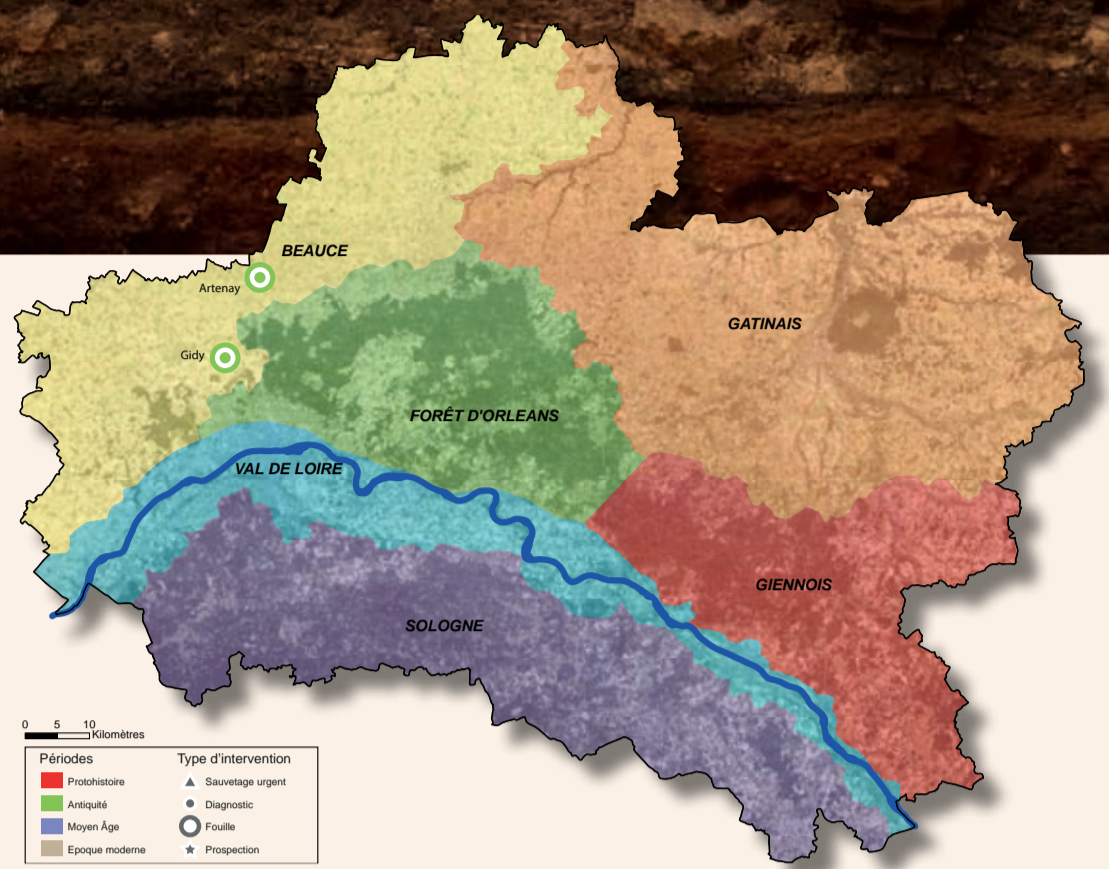 BEAUCE
Artenay
GATINAIS
Gidy
FORÊT D'ORLEANS
VAL DE LOIRE
GIENNOIS
SOLOGNE
0 5 10
Kilomètres
Périodes
Protohistoire
Antiquité
Moyen Âge
Epoque moderne
Type d'intervention
Sauvetage urgent
Diagnostic
Fouille
Prospection